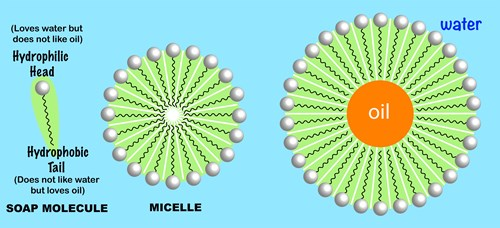 (Loves water but
does not like oil)
Hydrophilic
Head
Hydrophobic
Tail
(Does not like water
but loves oil)
SOAP MOLECULE
MICELLE
water
oil